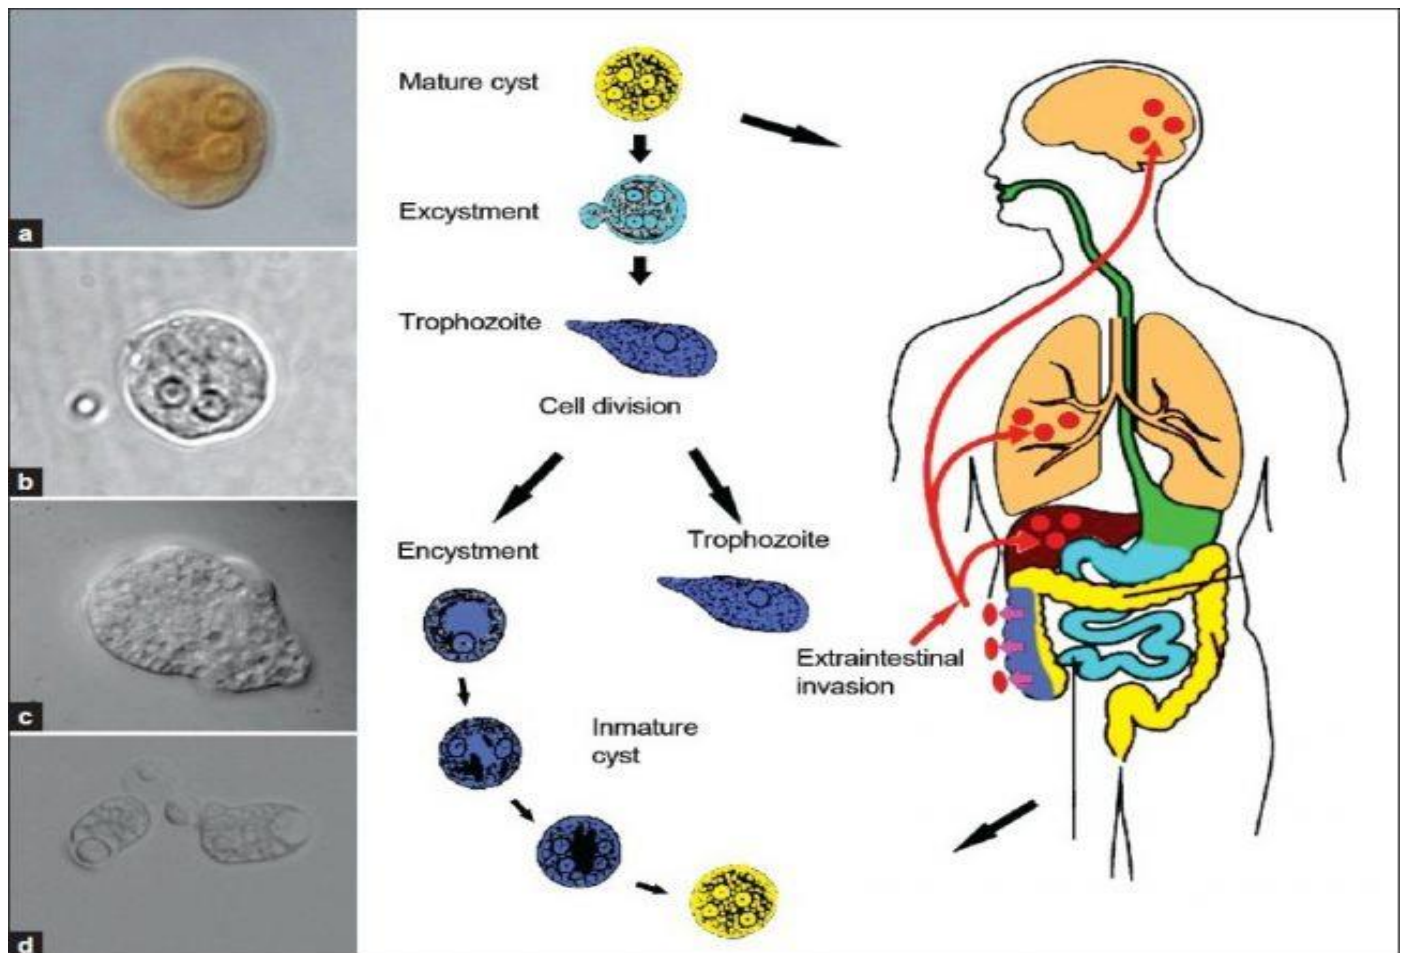 a
b
c
d
Mature cyst
Excystment
Trophozoite
Cell division
Encystment
Trophozoite
Inmature
cyst
Extraintestinal
invasion